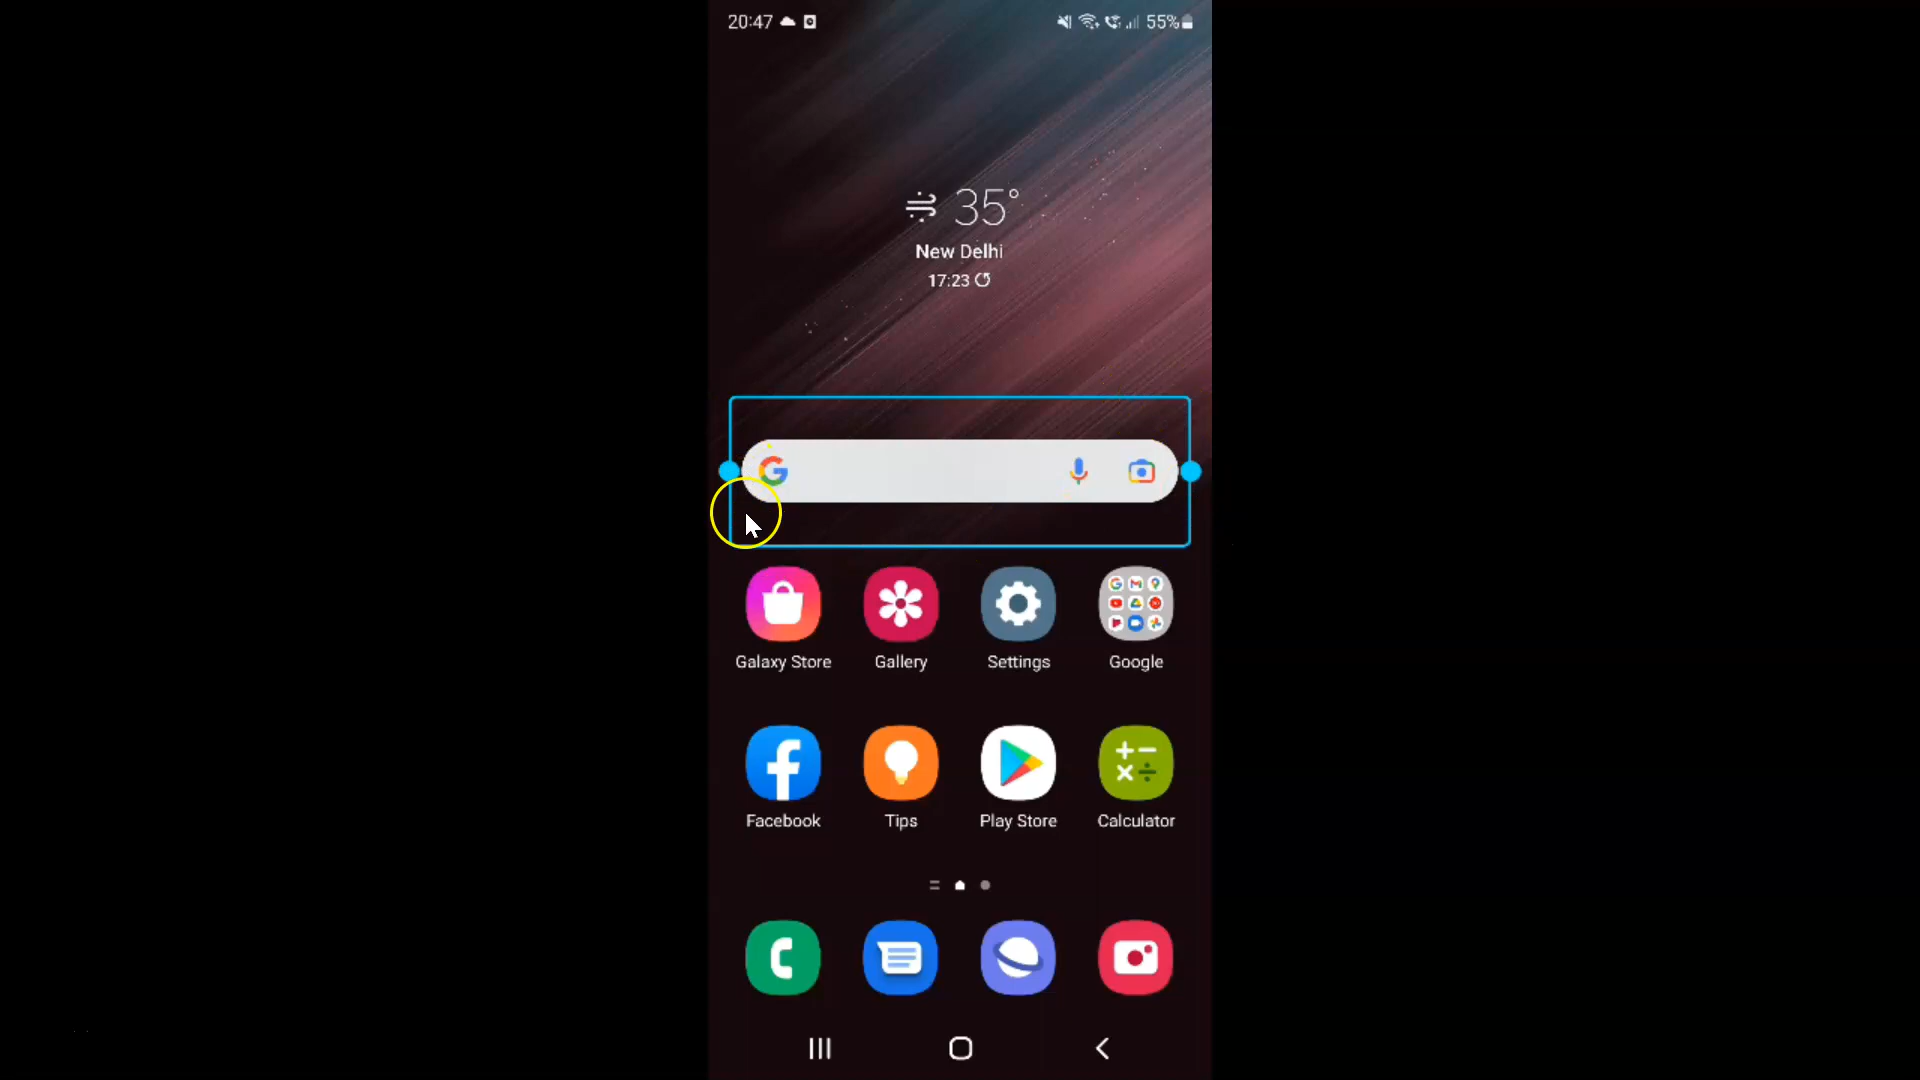 20:47 55%
35°
New Delhi
17:23
Galaxy Store Gallery Settings Google
Facebook Tips Play Store Calculator